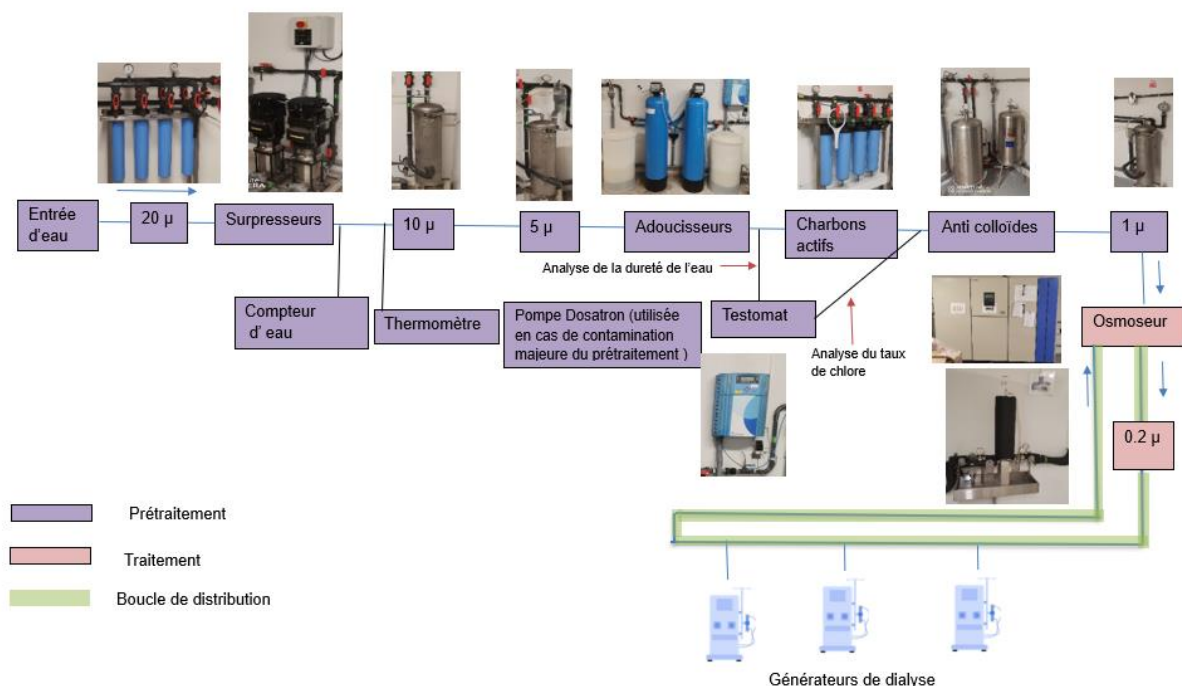 Entrée
d'eau
20 µ
Surpresseurs
10 µ
5 µ
Adoucisseurs
Charbons
actifs
Anti colloïdes
1 µ
Analyse de la dureté de l'eau
Compteur
d' eau
Thermomètre
Pompe Dosatron (utilisée
en cas de contamination
majeure du prétraitement )
Testomat
Analyse du taux
de chlore
Osmoseur
0.2 µ
Prétraitement
Traitement
Boucle de distribution
Générateurs de dialyse